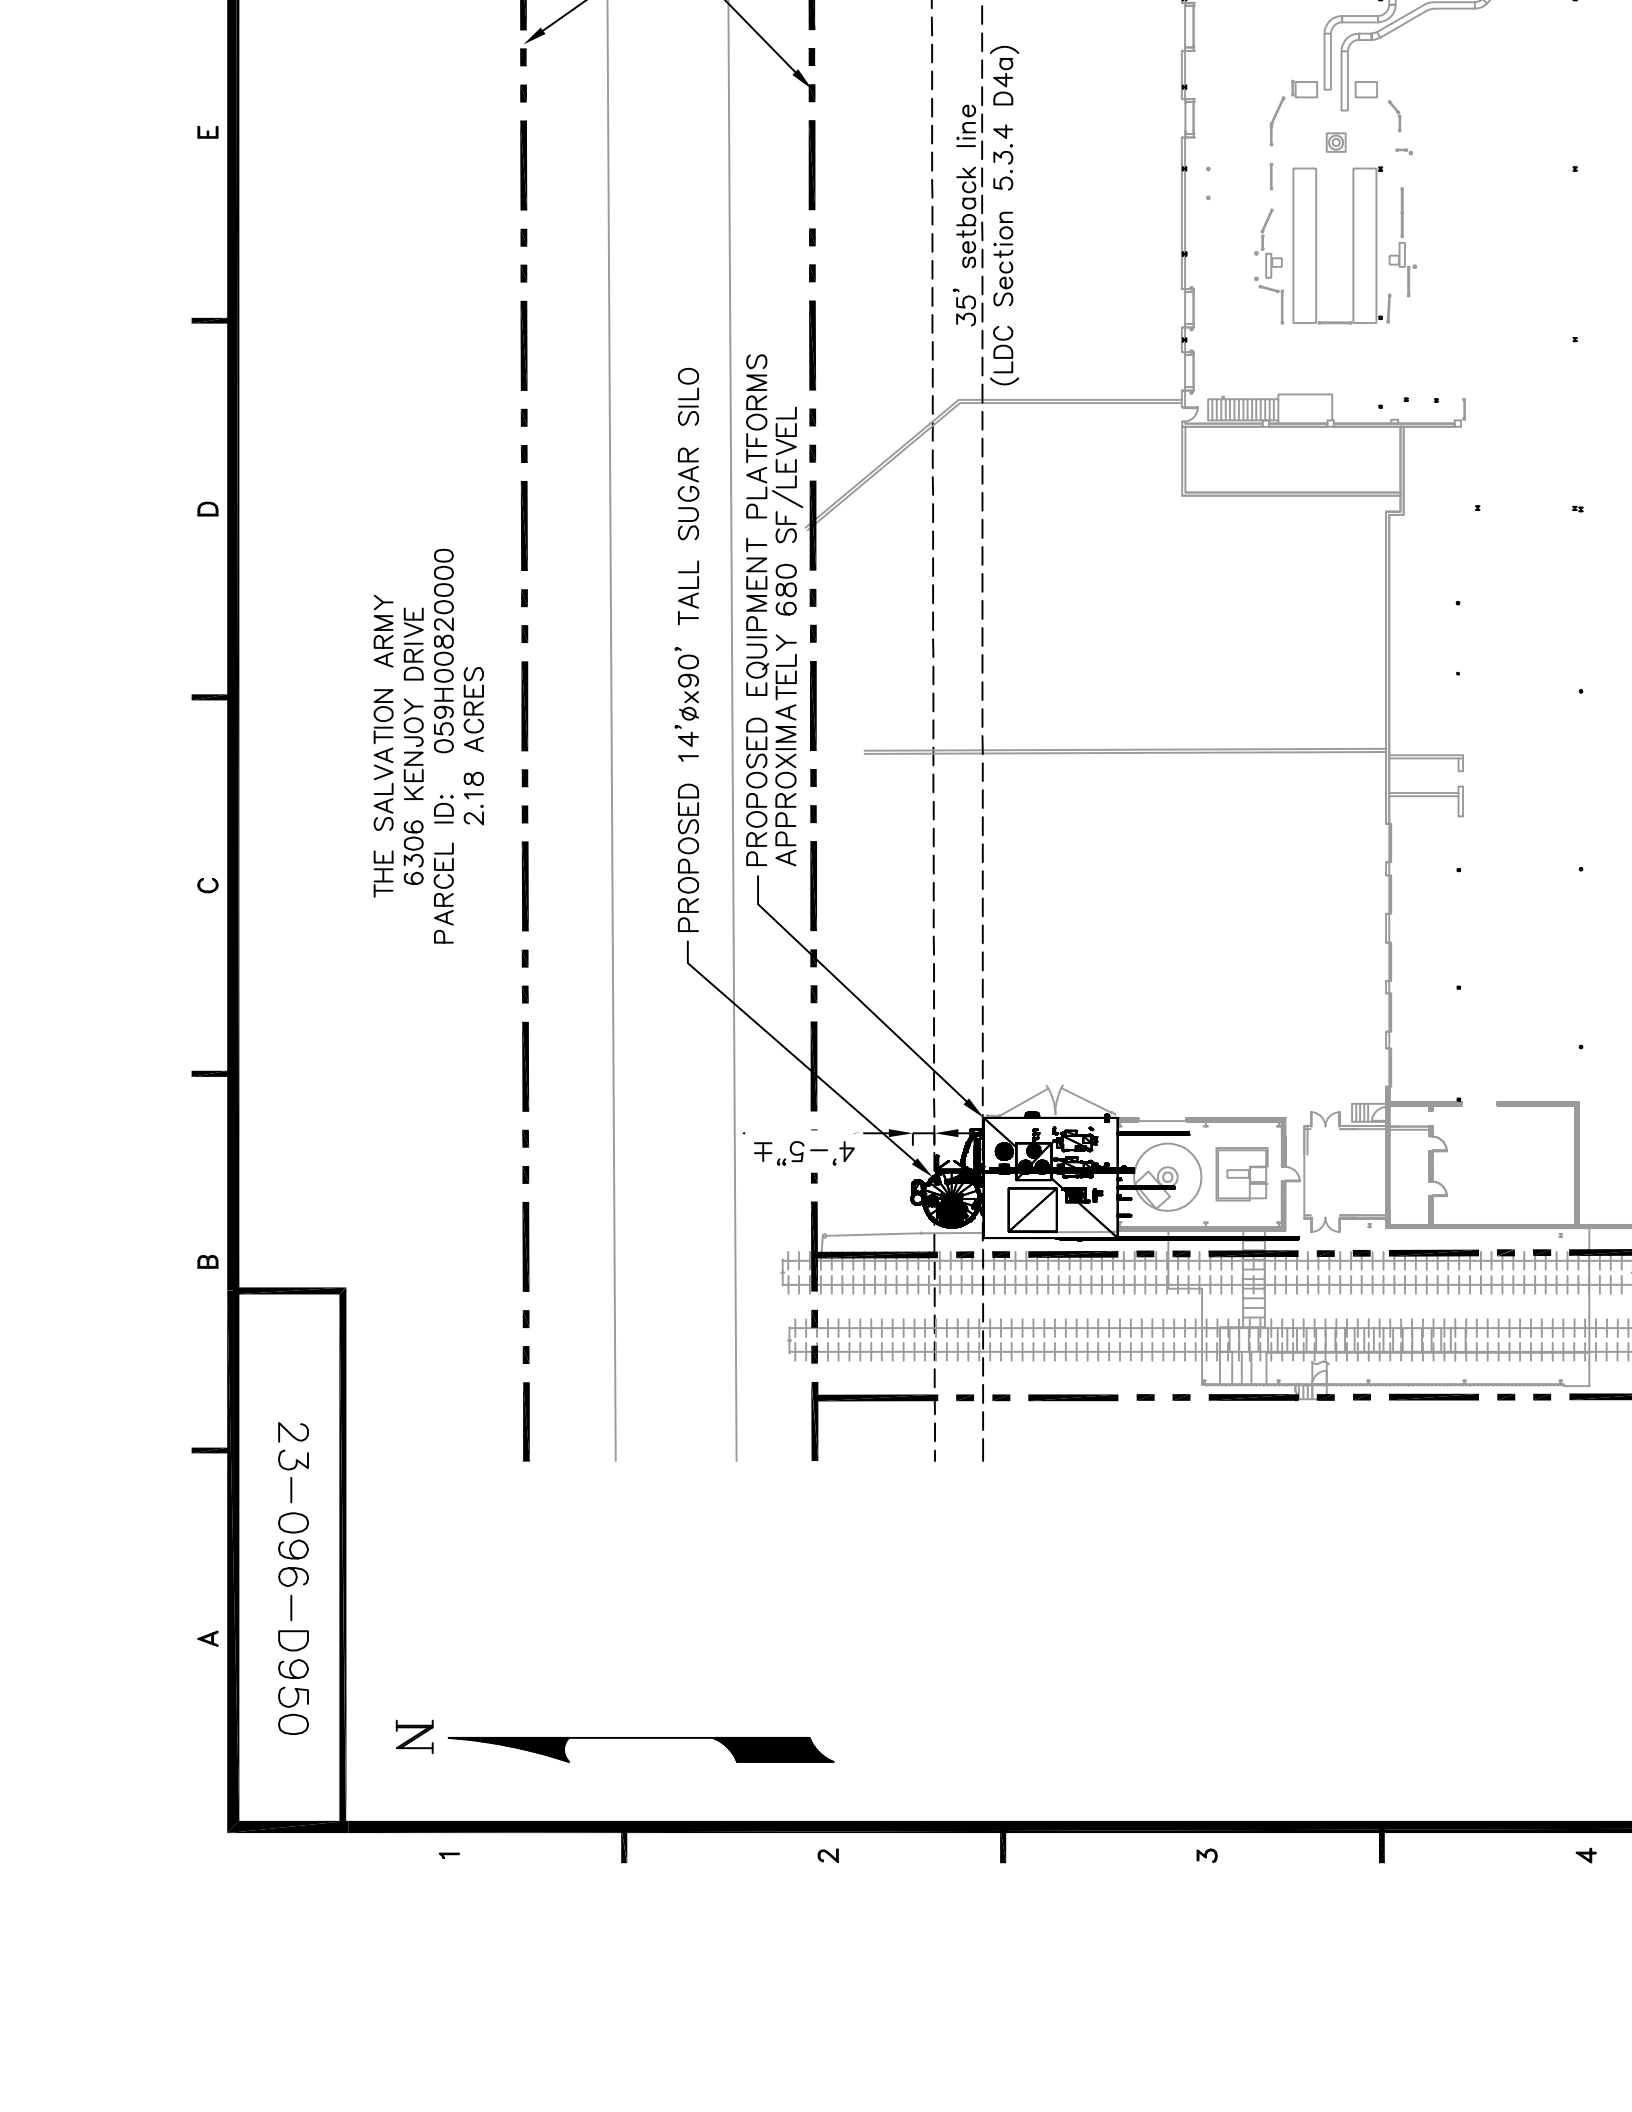 THE SALVATION ARMY
6306 KENJOY DRIVE
PARCEL ID: 059H00820000
2.18 ACRES
PROPOSED 14'øx90' TALL SUGAR SILO
PROPOSED EQUIPMENT PLATFORMS
APPROXIMATELY 680 SF/LEVEL
35' setback line
(LDC Section 5.3.4 D4a)
4'-5"±
23-096-D950
N
A
B
C
D
E
1
2
3
4